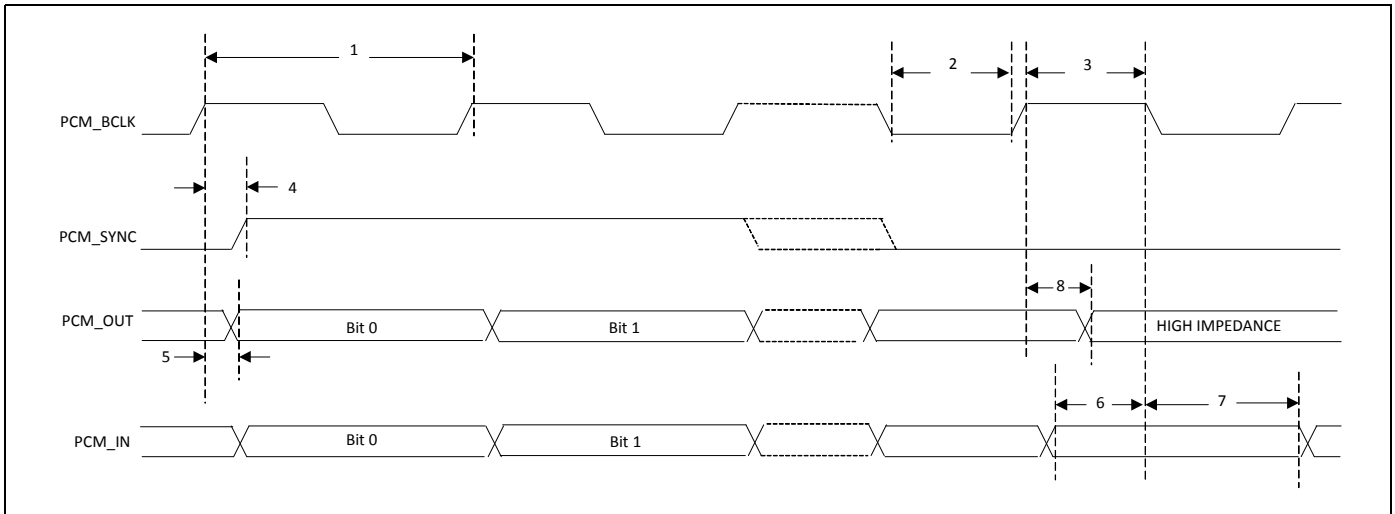 1
2
3
PCM_BCLK
4
PCM_SYNC
8
PCM_OUT
Bit 0
Bit 1
HIGH IMPEDANCE
5
6
7
PCM_IN
Bit 0
Bit 1